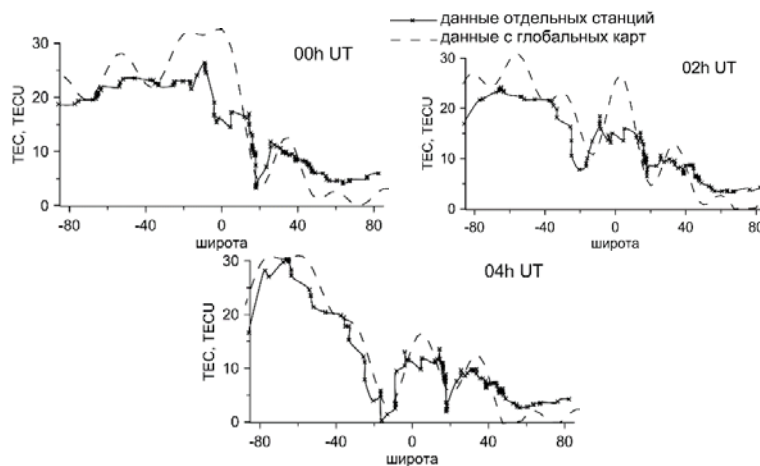 данные отдельных станций
данные с глобальных карт
00h UT
TEC, TECU
30
20
10
0
-80 -40 0 40 80
широта
02h UT
TEC, TECU
30
20
10
0
-80 -40 0 40 80
широта
04h UT
TEC, TECU
30
20
10
0
-80 -40 0 40 80
широта